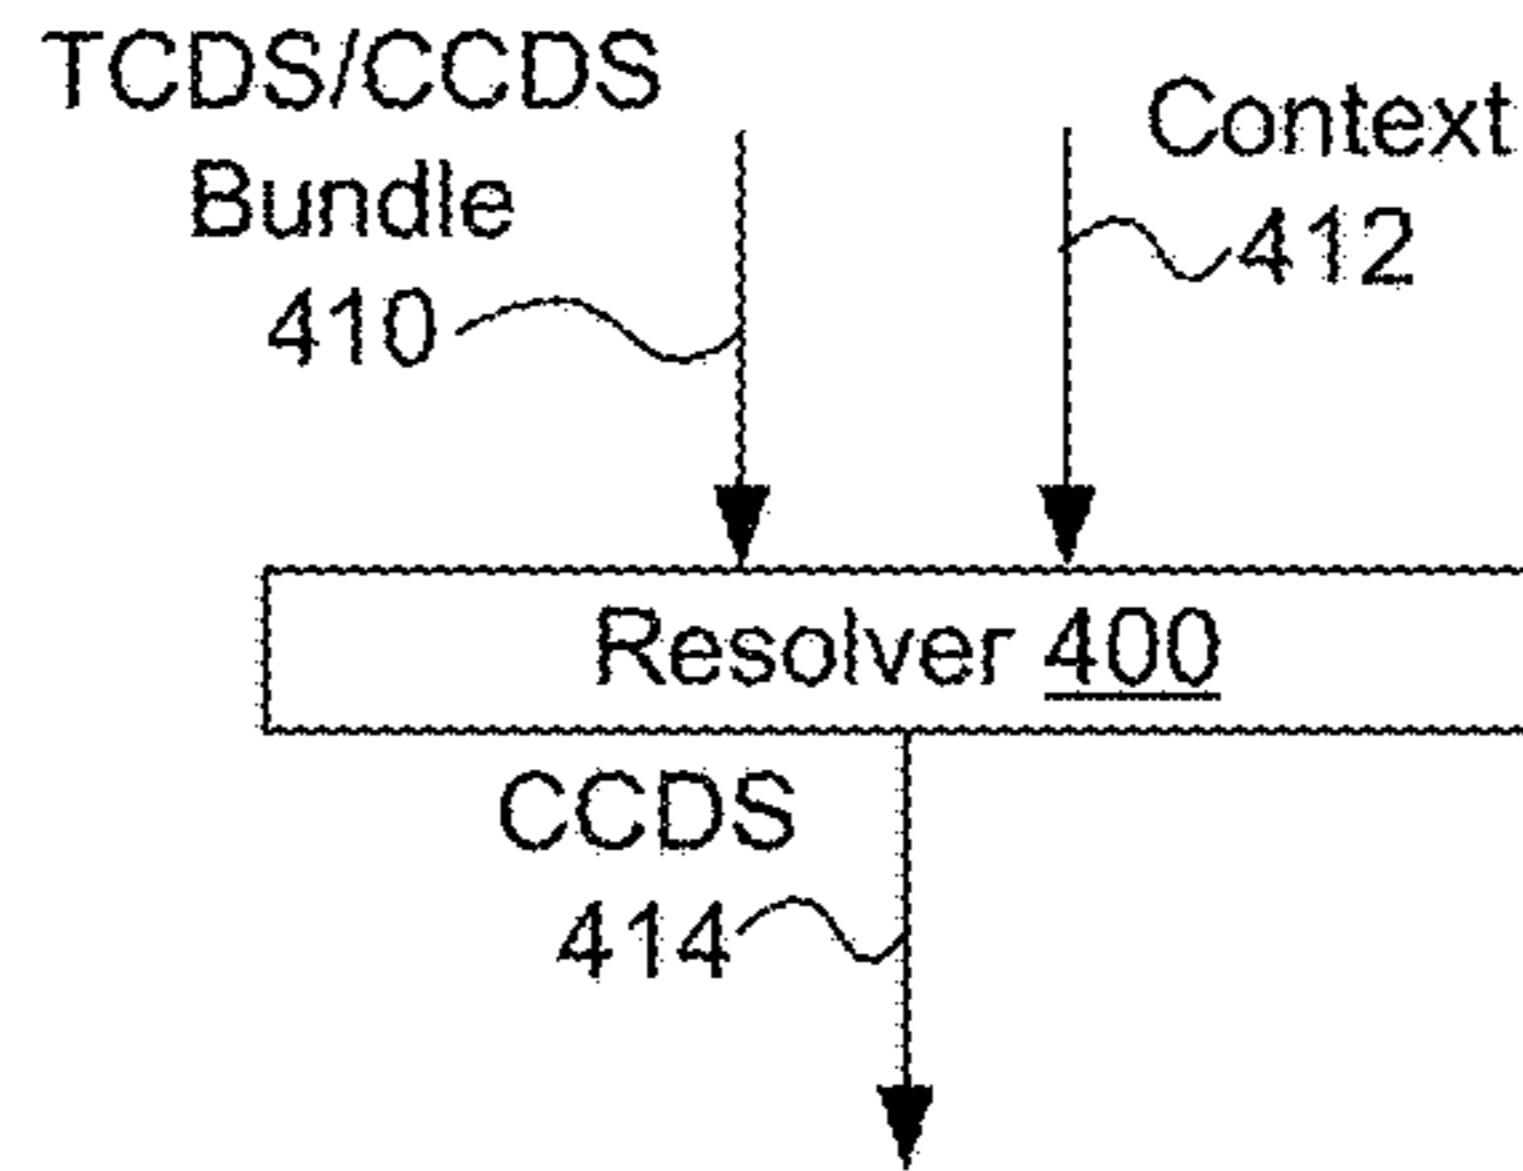 TCDS/CCDS
Bundle
410
Context
412
Resolver 400
CCDS
414